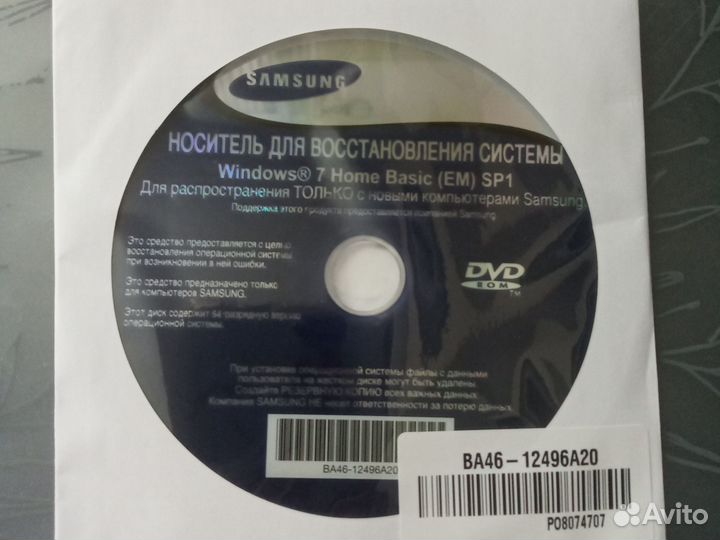 SAMSUNG
НОСИТЕЛЬ ДЛЯ ВОССТАНОВЛЕНИЯ СИСТЕМЫ
Windows® 7 Home Basic (EM) SP1
Для распространения ТОЛЬКО с новыми компьютерами Samsung.
Поддержка этого продукта предоставляется компанией Samsung.
Это средство предоставляется с целью
восстановления операционной системы
при возникновении в ней ошибки.
Это средство предназначено только
для компьютеров SAMSUNG.
Этот диск содержит 64-разрядную версию
операционной системы.
DVD
ROM
TM
При установке операционной системы файлы с данными
пользователя на жестком диске могут быть удалены.
Создайте РЕЗЕРВНУЮ КОПИЮ всех важных данных.
Компания SAMSUNG НЕ несет ответственности за потерю данных.
BA46-12496A20
BA46-12496A20
P08074707
Avito